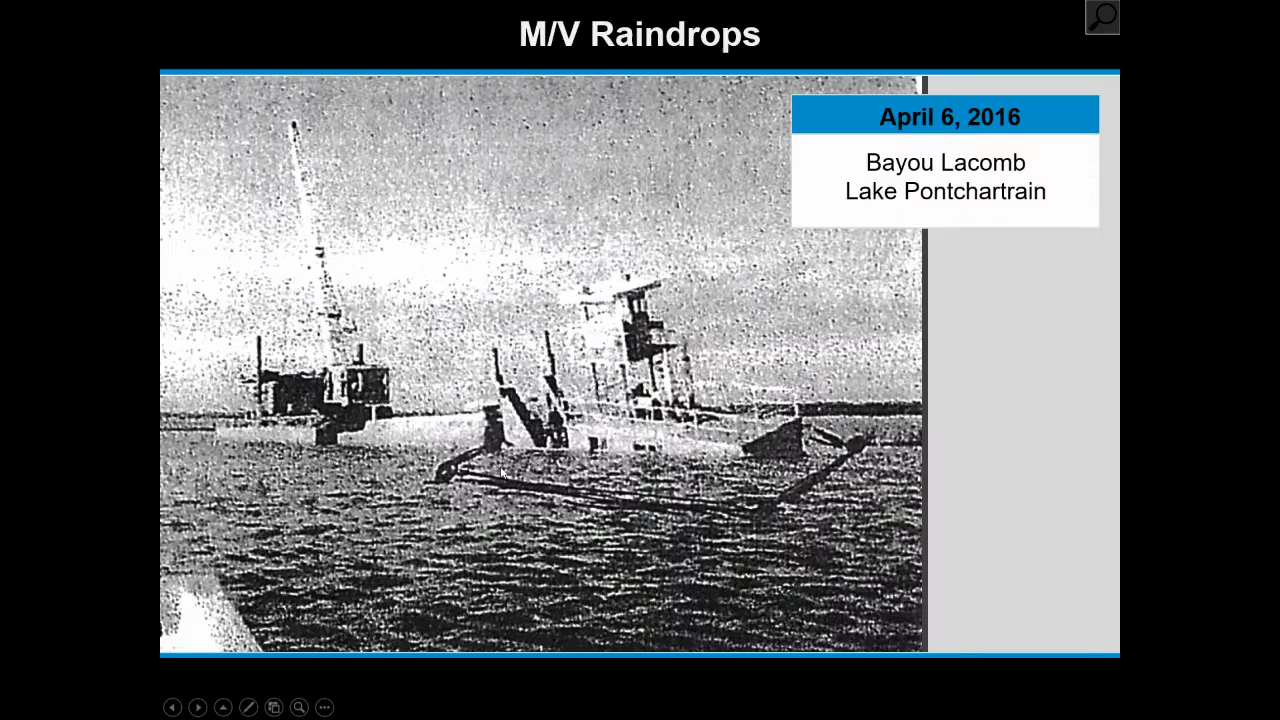 M/V Raindrops
April 6, 2016
Bayou Lacomb
Lake Pontchartrain